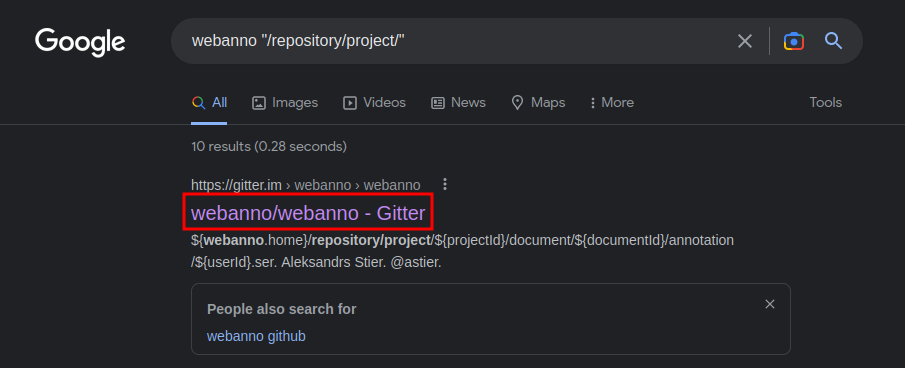 Google
webanno "/repository/project/"
All Images Videos News Maps More Tools
10 results (0.28 seconds)
https://gitter.im › webanno › webanno
webanno/webanno - Gitter
${webanno.home}/repository/project/${projectId}/document/${documentId}/annotation
/${userId}.ser. Aleksandrs Stier. @astier.
People also search for
webanno github